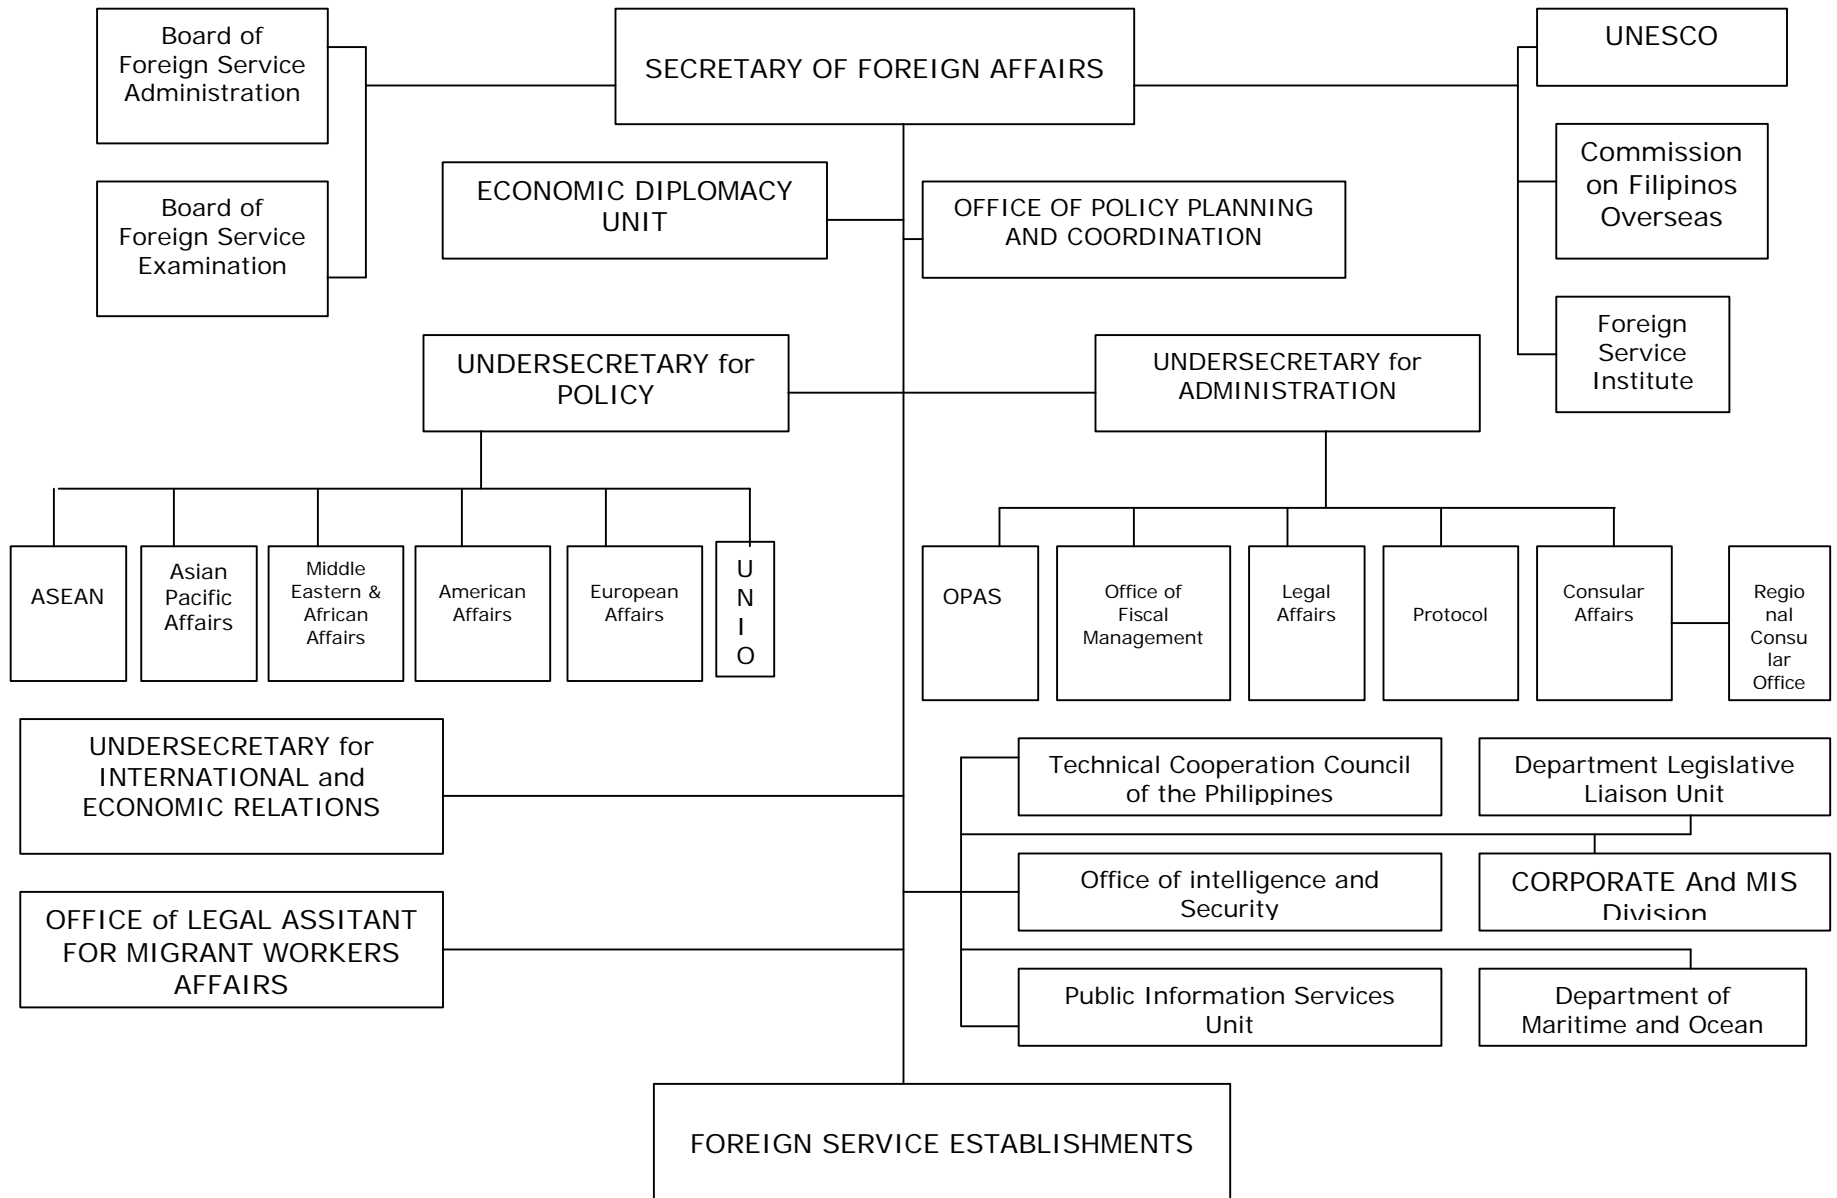 Board of
Foreign Service
Administration
SECRETARY OF FOREIGN AFFAIRS
UNESCO
Commission
on Filipinos
Overseas
ECONOMIC DIPLOMACY
UNIT
OFFICE OF POLICY PLANNING
AND COORDINATION
Board of
Foreign Service
Examination
Foreign
Service
Institute
UNDERSECRETARY for
POLICY
UNDERSECRETARY for
ADMINISTRATION
ASEAN
Asian
Pacific
Affairs
Middle
Eastern &
African
Affairs
American
Affairs
European
Affairs
U
N
I
O
OPAS
Office of
Fiscal
Management
Legal
Affairs
Protocol
Consular
Affairs
Regio
nal
Consu
lar
Office
UNDERSECRETARY for
INTERNATIONAL and
ECONOMIC RELATIONS
Technical Cooperation Council
of the Philippines
Department Legislative
Liaison Unit
Office of intelligence and
Security
CORPORATE And MIS
Division
OFFICE of LEGAL ASSITANT
FOR MIGRANT WORKERS
AFFAIRS
Public Information Services
Unit
Department of
Maritime and Ocean
FOREIGN SERVICE ESTABLISHMENTS